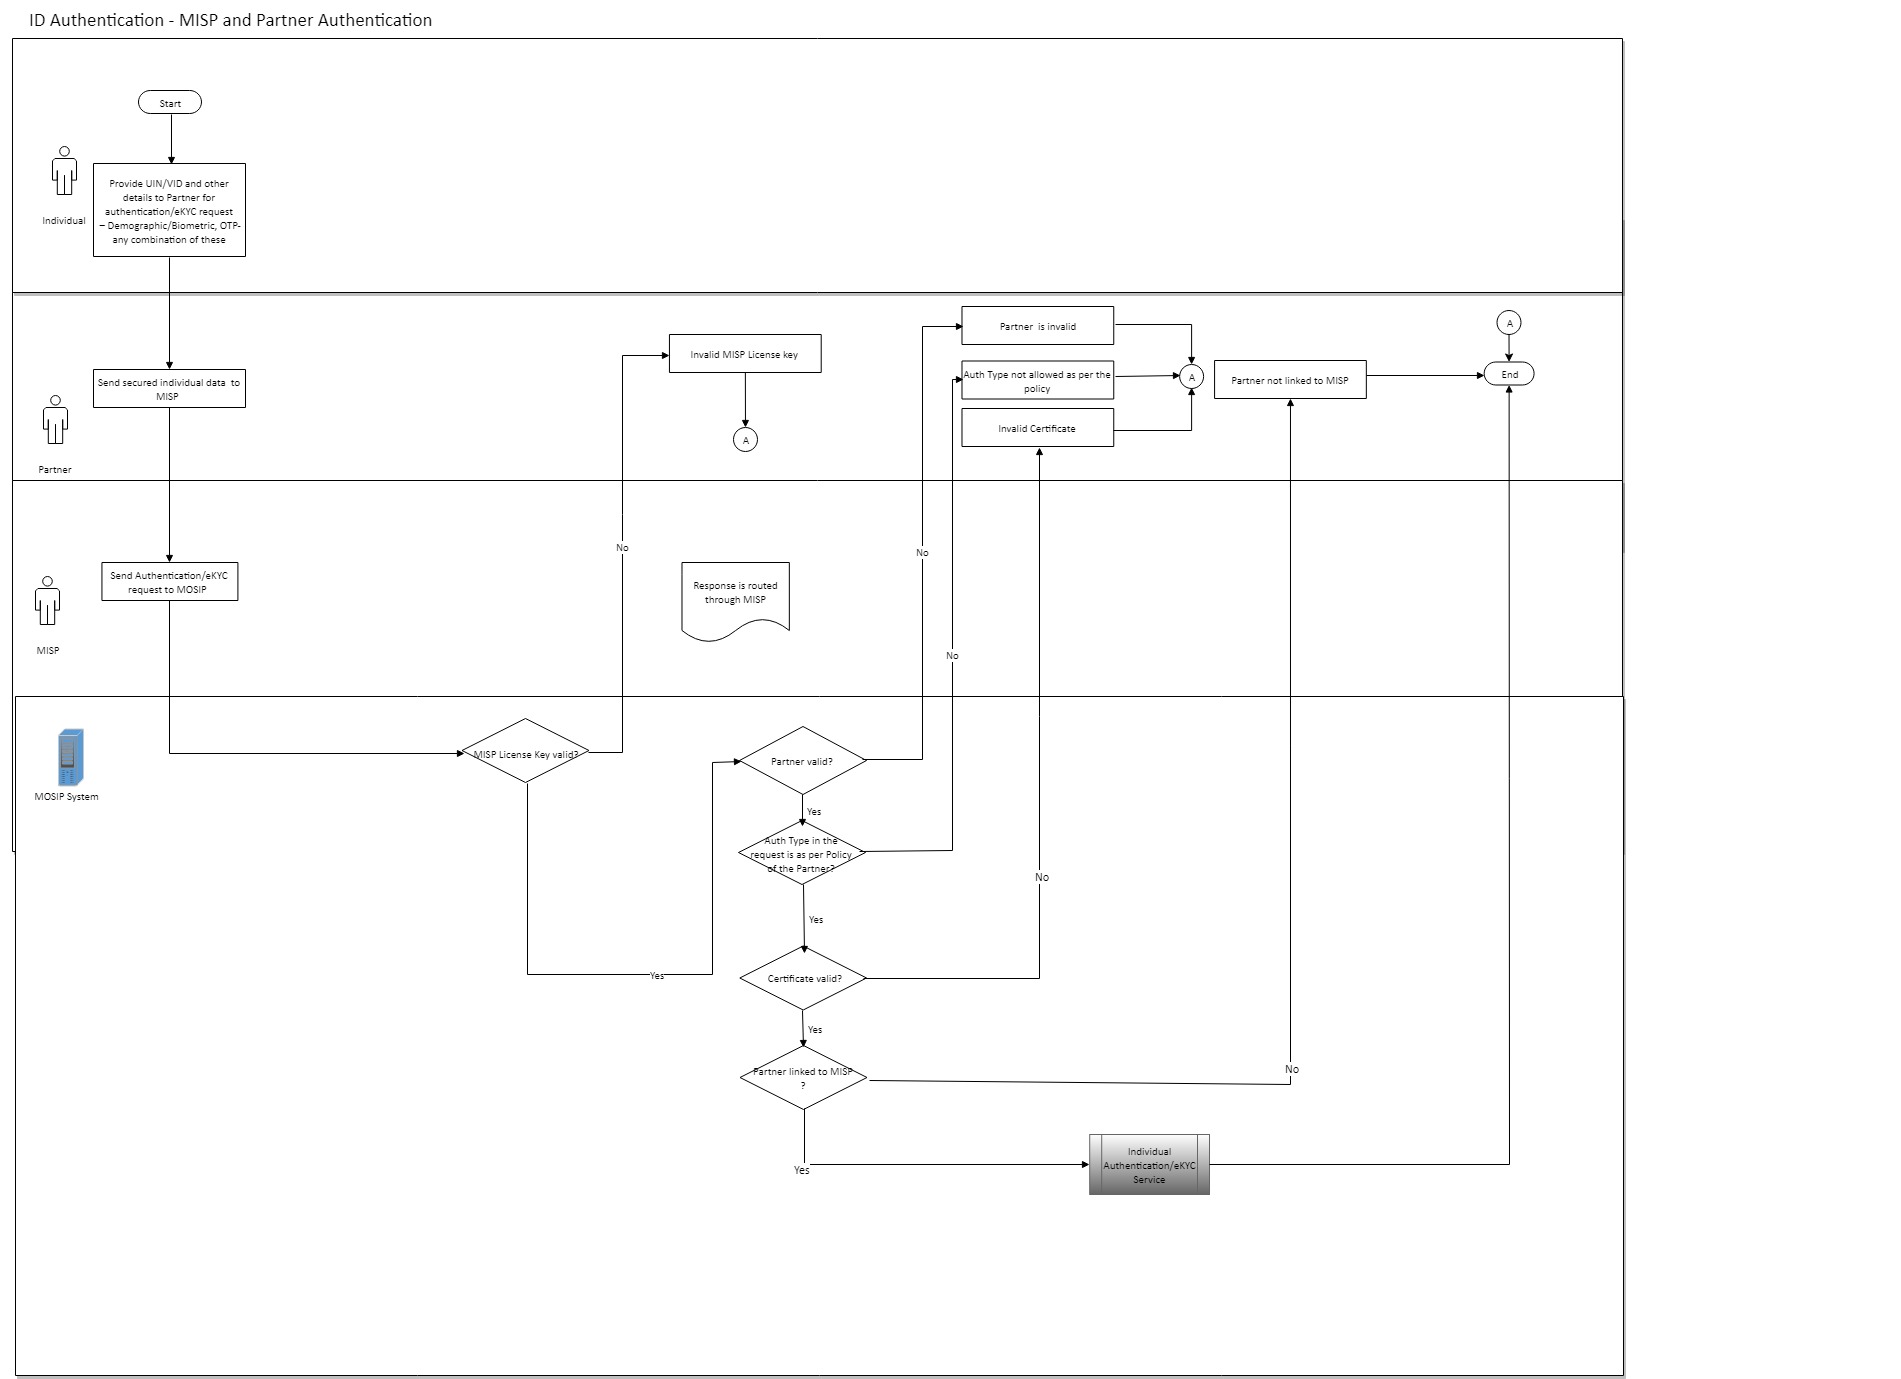 ID Authentication - MISP and Partner Authentication
Start
Individual
Provide UIN/VID and other
details to Partner for
authentication/eKYC request
– Demographic/Biometric, OTP-
any combination of these
Partner  is invalid
A
Invalid MISP License key
Auth Type not allowed as per the
policy
A
Partner not linked to MISP
End
Send secured individual data  to
MISP
Invalid Certificate
A
Partner
No
No
Send Authentication/eKYC
request to MOSIP
Response is routed
through MISP
MISP
No
MISP License Key valid?
Partner valid?
MOSIP System
Yes
Auth Type in the
request is as per Policy
of the Partner?
No
Yes
Yes
Certificate valid?
Yes
Partner linked to MISP
?
No
Yes
Individual
Authentication/eKYC
Service